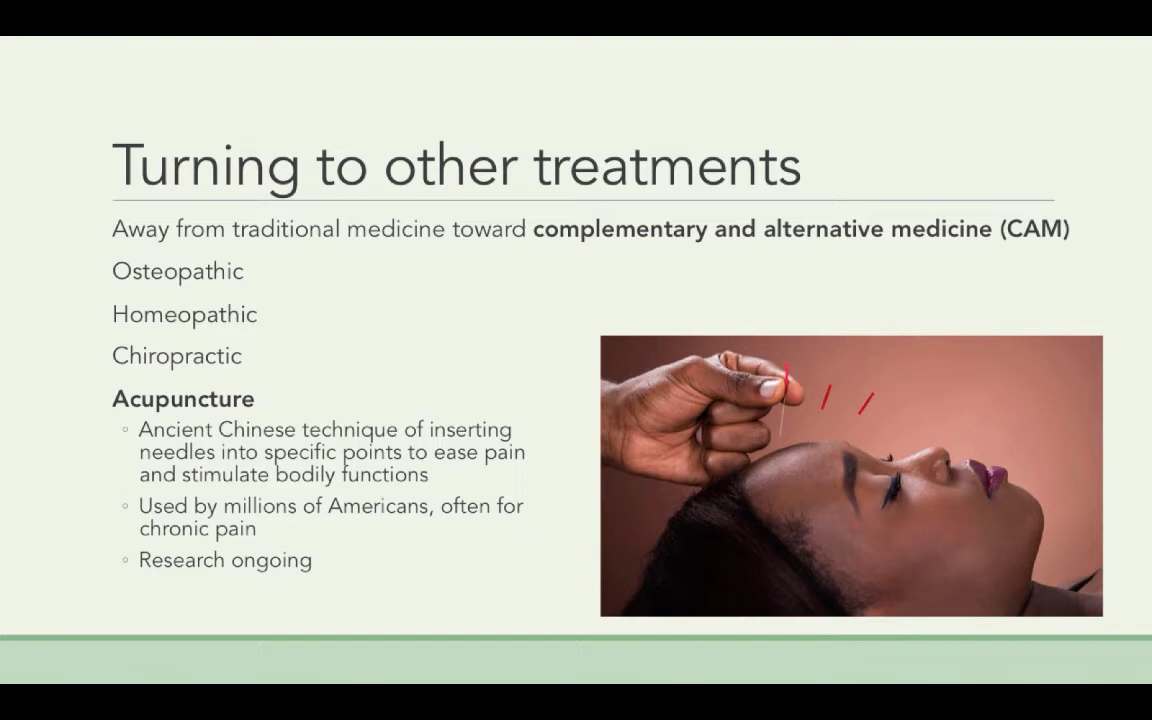 Turning to other treatments
Away from traditional medicine toward complementary and alternative medicine (CAM)
Osteopathic
Homeopathic
Chiropractic
Acupuncture
◦ Ancient Chinese technique of inserting
needles into specific points to ease pain
and stimulate bodily functions
◦ Used by millions of Americans, often for
chronic pain
◦ Research ongoing